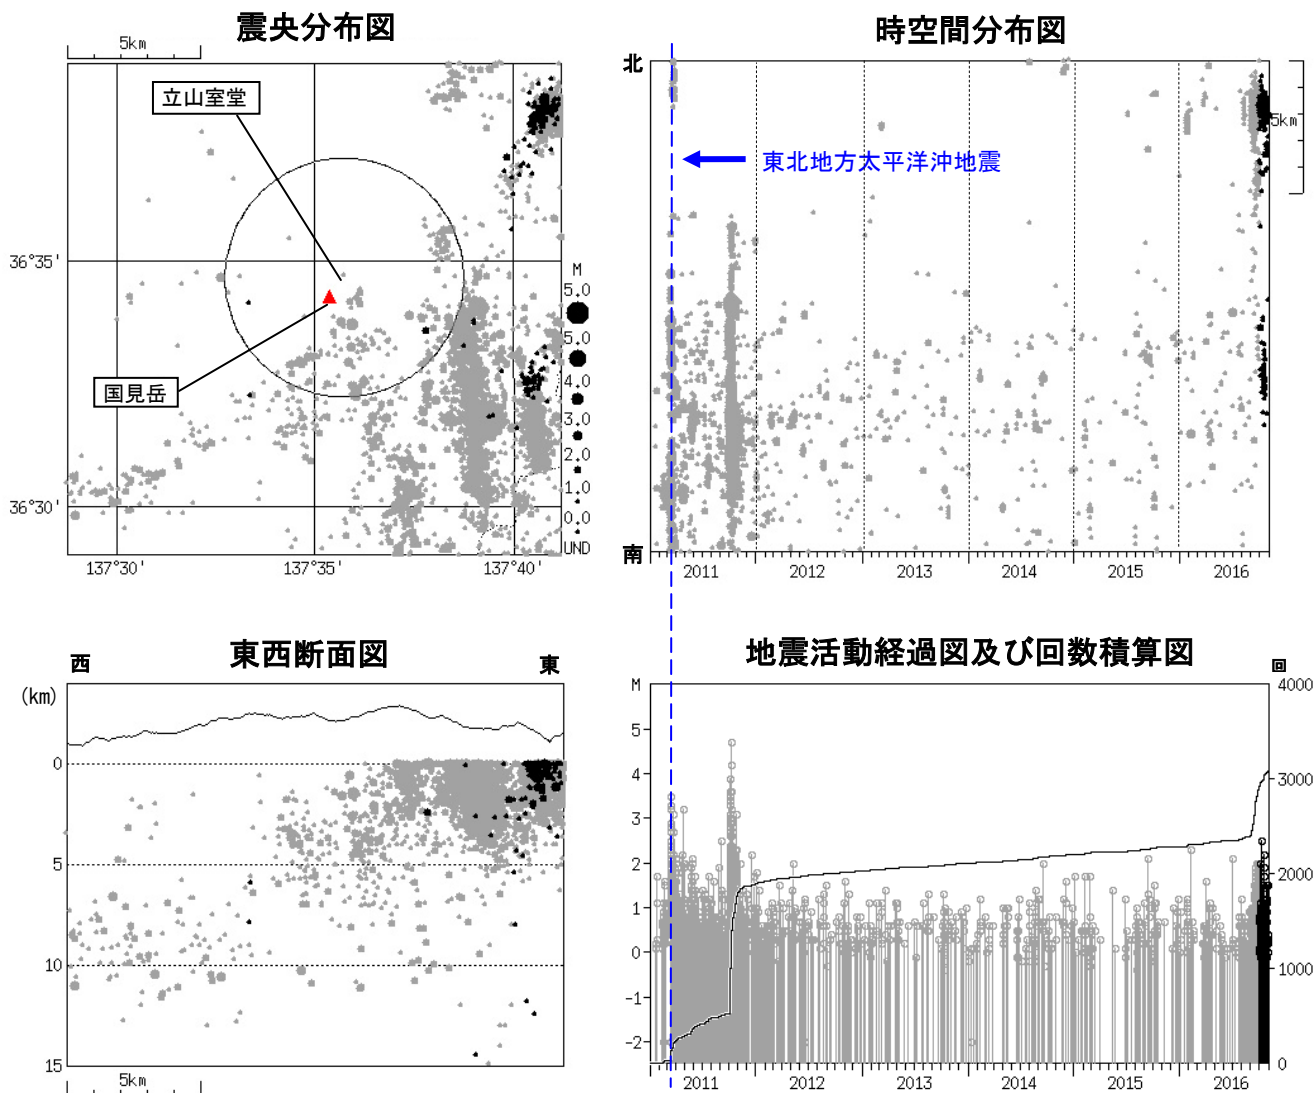 震央分布図
5km
立山室堂
国見岳
36°35'
36°30'
137°30'
137°35'
137°40'
M
5.0
5.0
4.0
3.0
2.0
1.0
0.0
UND
時空間分布図
北
南
東北地方太平洋沖地震
5km
2011
2012
2013
2014
2015
2016
東西断面図
西
東
(km)
0
5
10
15
5km
地震活動経過図及び回数積算図
M
5
4
3
2
1
0
-1
-2
回
4000
3000
2000
1000
0
2011
2012
2013
2014
2015
2016